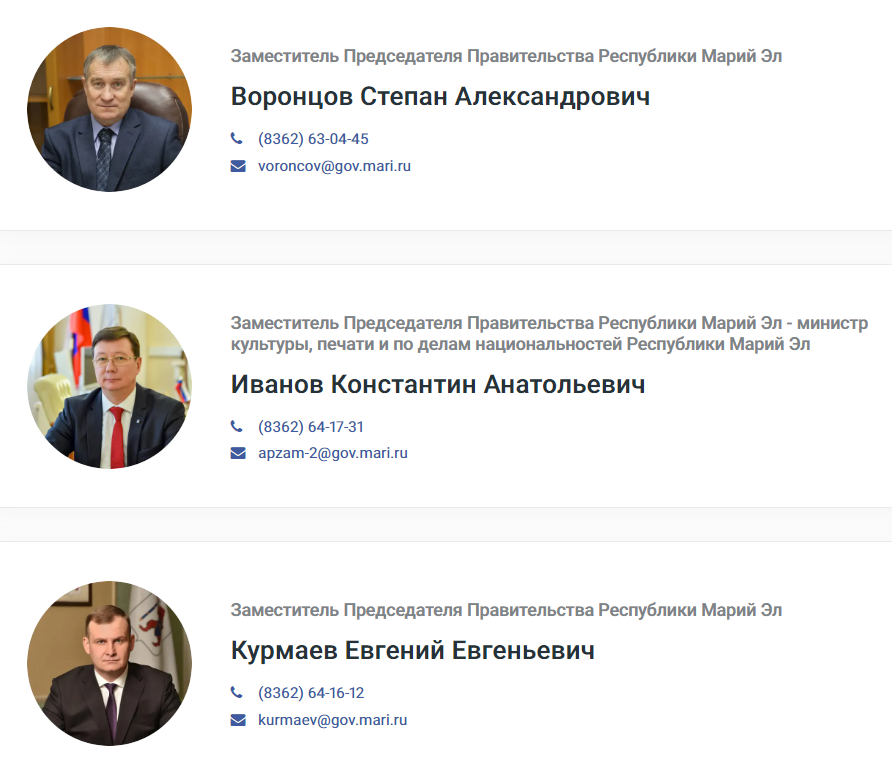 Заместитель Председателя Правительства Республики Марий Эл
Воронцов Степан Александрович
(8362) 63-04-45
voroncov@gov.mari.ru
Заместитель Председателя Правительства Республики Марий Эл - министр
культуры, печати и по делам национальностей Республики Марий Эл
Иванов Константин Анатольевич
(8362) 64-17-31
apzam-2@gov.mari.ru
Заместитель Председателя Правительства Республики Марий Эл
Курмаев Евгений Евгеньевич
(8362) 64-16-12
kurmaev@gov.mari.ru